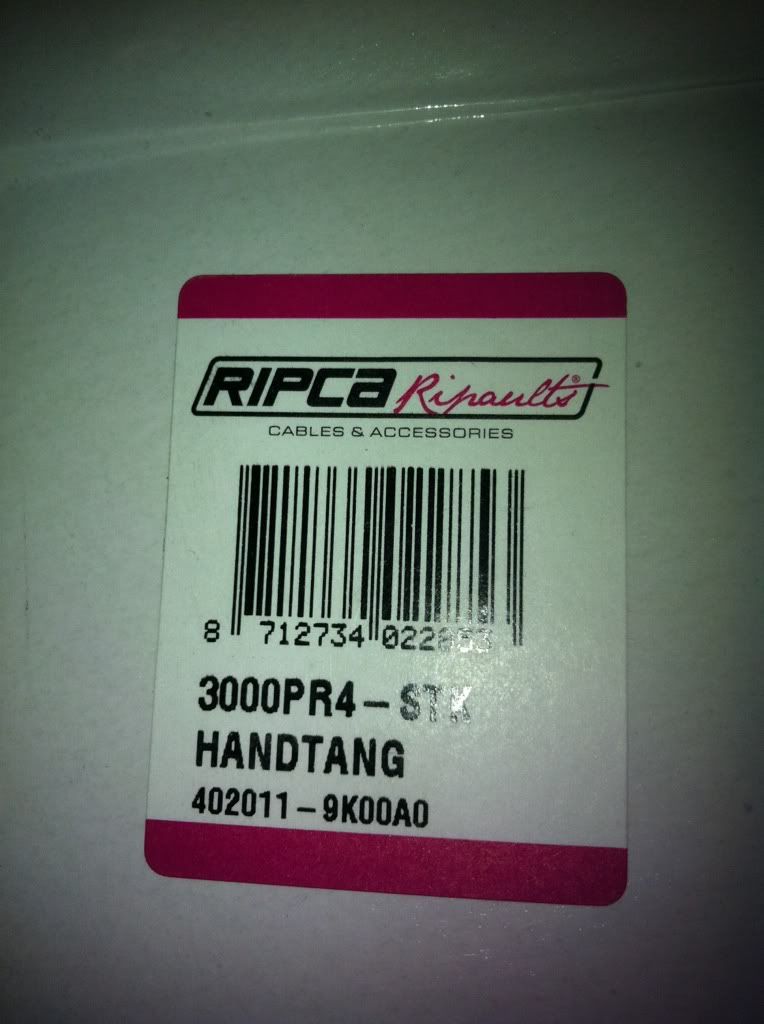 RIPCA Ripaults®
CABLES & ACCESSORIES
8 712734
3000PR4-STK
HANDTANG
402011-9K00A0